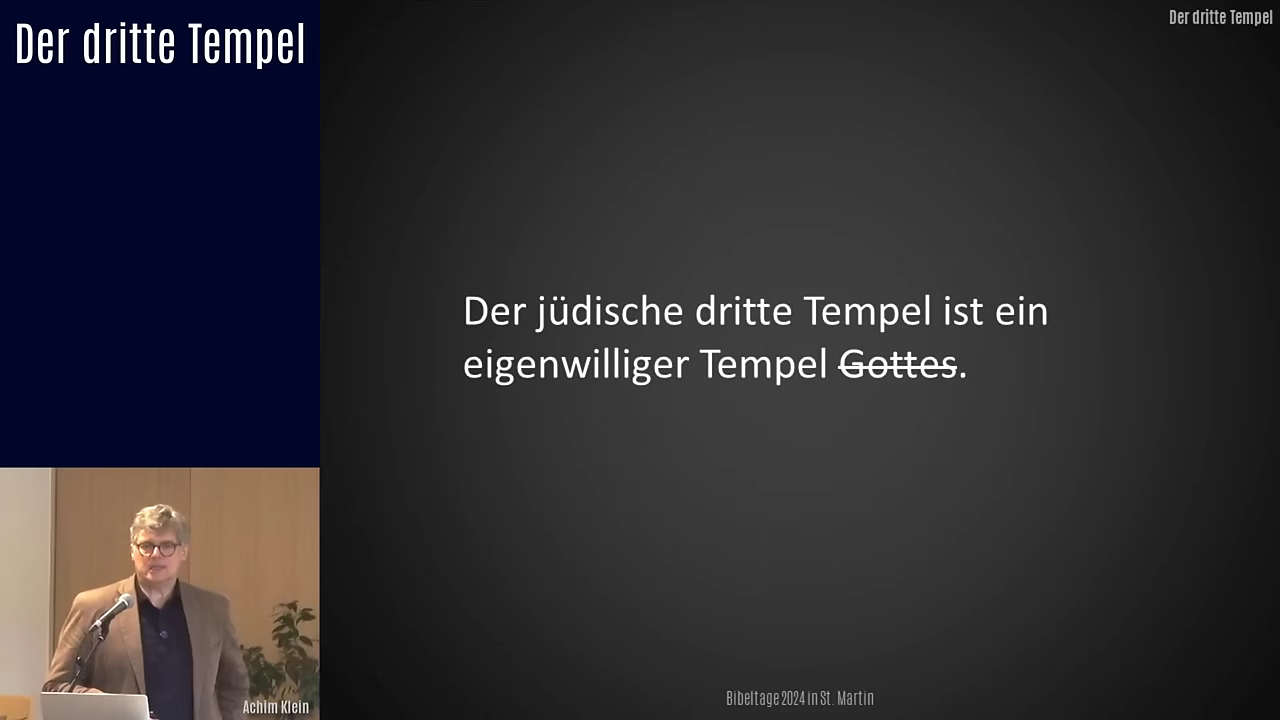 Der dritte Tempel
Der dritte Tempel
Der jüdische dritte Tempel ist ein
eigenwilliger Tempel Gottes.
Achim Klein
Bibeltage 2024 in St. Martin